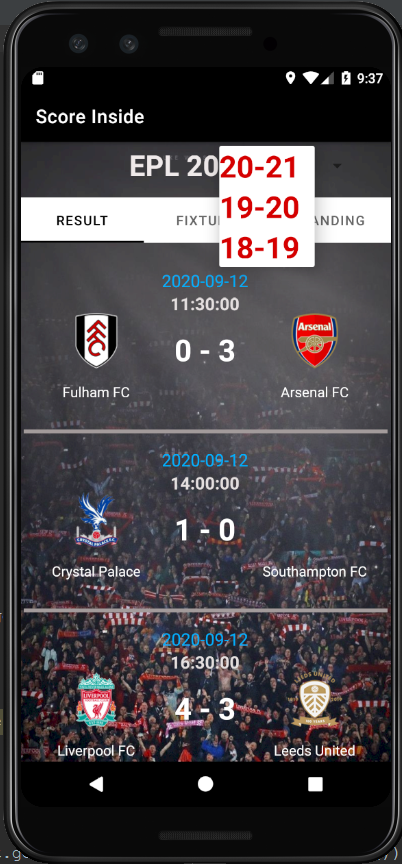 9:37
Score Inside
EPL 20
20-21
19-20
18-19
RESULT
FIXTU
ANDING
2020-09-12
11:30:00
Arsenal
0 - 3
Fulham FC
Arsenal FC
2020-09-12
14:00:00
1 - 0
Crystal Palace
Southampton FC
2020-09-12
16:30:00
4 - 3
Liverpool FC
Leeds United